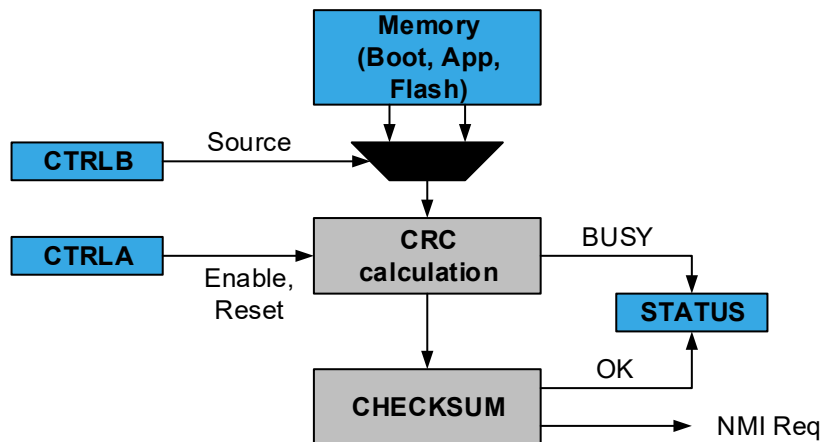 Memory
(Boot, App,
Flash)
Source
CTRLB
CTRLA
Enable,
Reset
CRC
calculation
BUSY
STATUS
OK
CHECKSUM
NMI Req